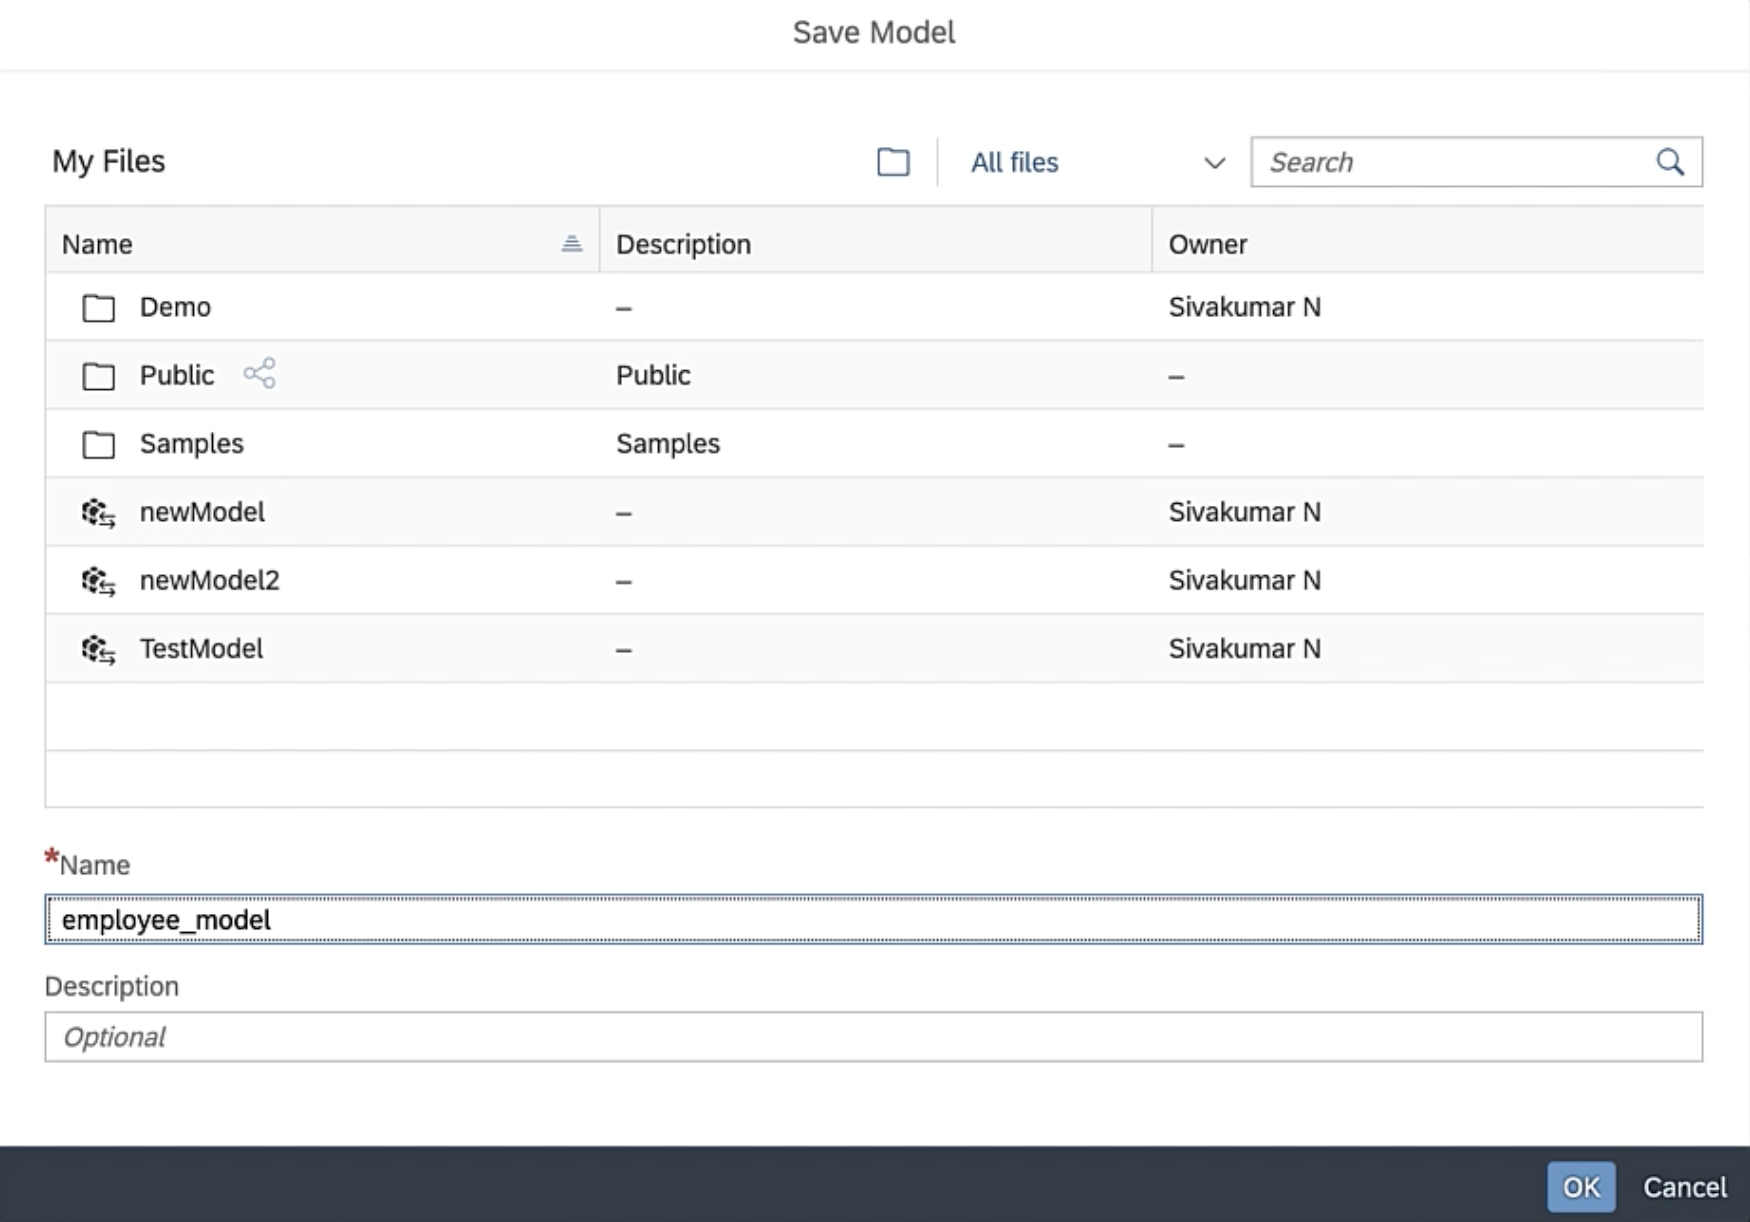 Save Model
My Files
All files
Search
Name Description Owner
Demo – Sivakumar N
Public Public –
Samples Samples –
newModel – Sivakumar N
newModel2 – Sivakumar N
TestModel – Sivakumar N
*Name
employee_model
Description
Optional
OK Cancel